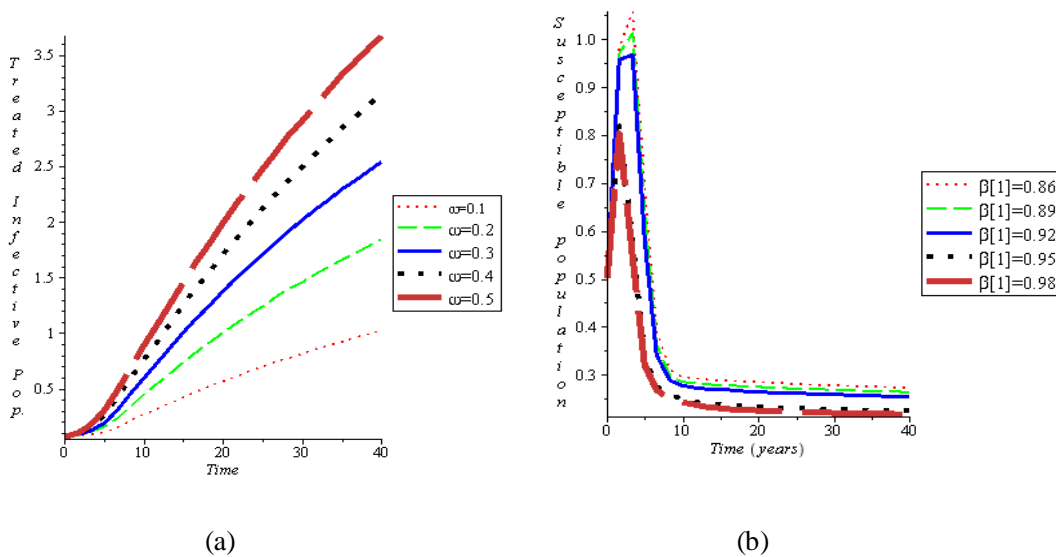 Treated Infective Pop.
3.5
3
2.5
2
1.5
1
0.5
0
10
20
30
40
Time
ω=0.1
ω=0.2
ω=0.3
ω=0.4
ω=0.5
(a)
Susceptible population
1.0
0.9
0.8
0.7
0.6
0.5
0.4
0.3
0
10
20
30
40
Time (years)
β[1]=0.86
β[1]=0.89
β[1]=0.92
β[1]=0.95
β[1]=0.98
(b)